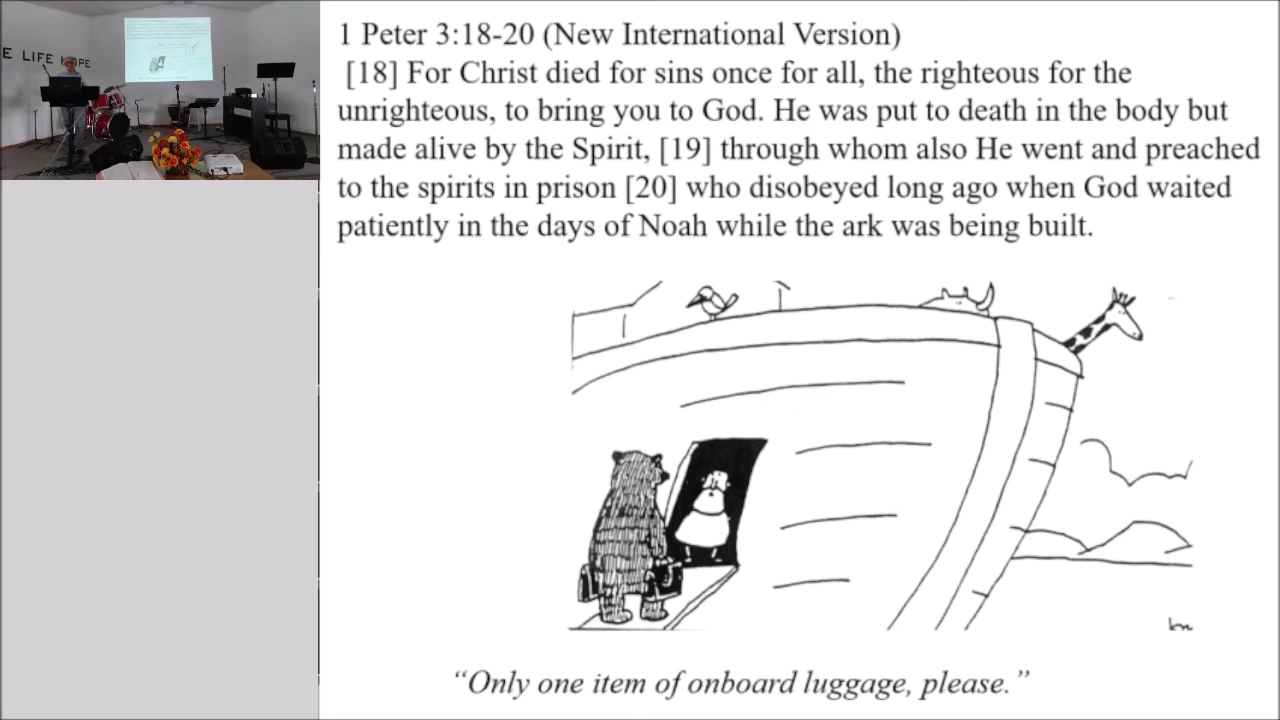 E LIFE HOPE
1 Peter 3:18-20 (New International Version)
[18] For Christ died for sins once for all, the righteous for the
unrighteous, to bring you to God. He was put to death in the body but
made alive by the Spirit, [19] through whom also He went and preached
to the spirits in prison [20] who disobeyed long ago when God waited
patiently in the days of Noah while the ark was being built.
“Only one item of onboard luggage, please.”